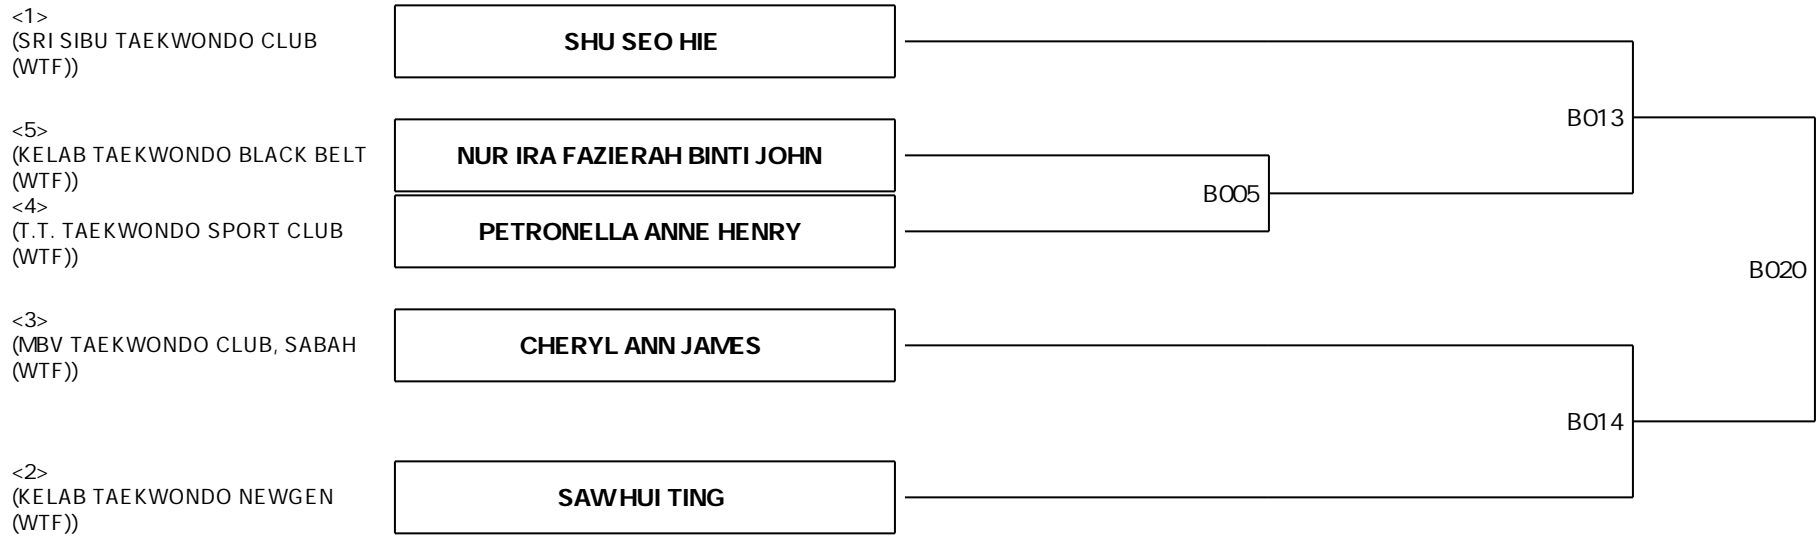 <1>
(SRI SIBU TAEKWONDO CLUB
(WTF))
SHU SEO HIE
B013
<5>
(KELAB TAEKWONDO BLACK BELT
(WTF))
NUR IRA FAZIERAH BINTI JOHN
B005
<4>
(T.T. TAEKWONDO SPORT CLUB
(WTF))
PETRONELLA ANNE HENRY
B020
<3>
(MBV TAEKWONDO CLUB, SABAH
(WTF))
CHERYL ANN JAMES
B014
<2>
(KELAB TAEKWONDO NEWGEN
(WTF))
SAW HUI TING